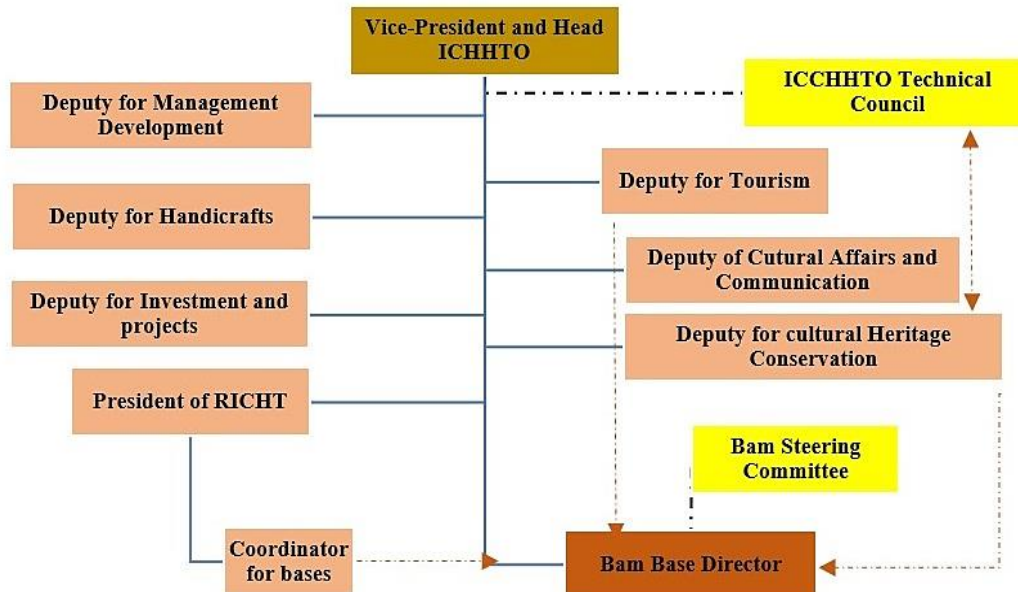 Vice-President and Head
ICHHTO
ICCHHTO Technical
Council
Deputy for Management
Development
Deputy for Tourism
Deputy for Handicrafts
Deputy of Cutural Affairs and
Communication
Deputy for Investment and
projects
Deputy for cultural Heritage
Conservation
President of RICHT
Bam Steering
Committee
Coordinator
for bases
Bam Base Director